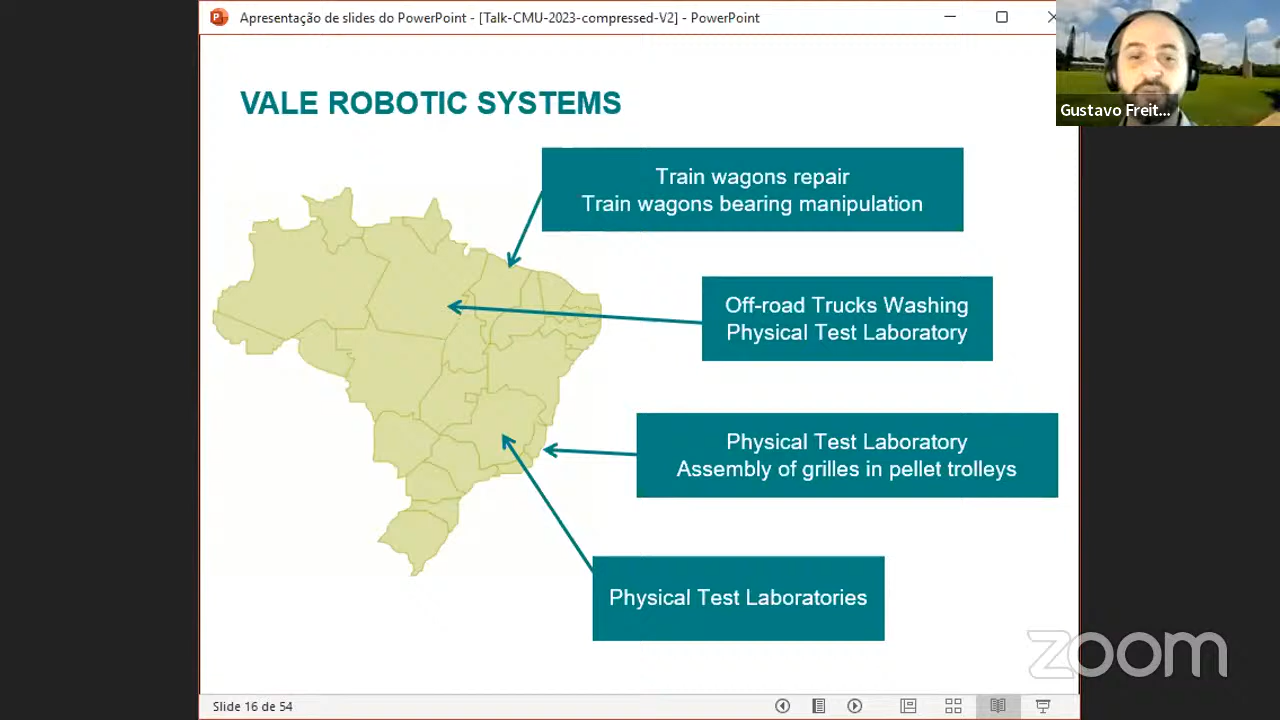 Apresentação de slides do PowerPoint - [Talk-CMU-2023-compressed-V2] - PowerPoint
Gustavo Freit...
VALE ROBOTIC SYSTEMS
Train wagons repair
Train wagons bearing manipulation
Off-road Trucks Washing
Physical Test Laboratory
Physical Test Laboratory
Assembly of grilles in pellet trolleys
Physical Test Laboratories
zoom
Slide 16 of 54